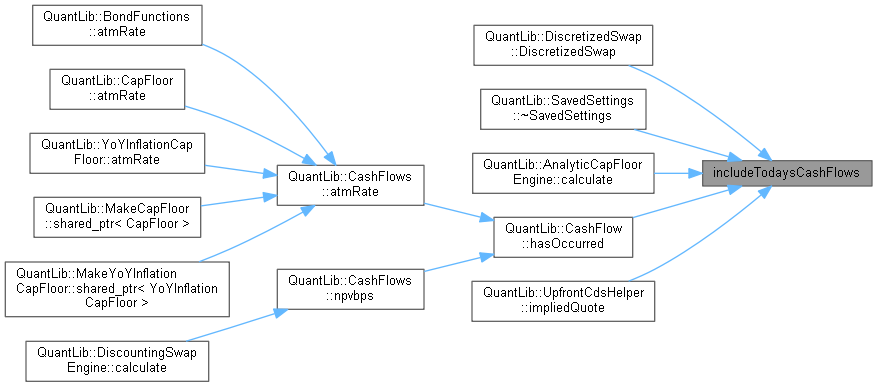 QuantLib::BondFunctions
::atmRate
QuantLib::CapFloor
::atmRate
QuantLib::YoYInflationCap
Floor::atmRate
QuantLib::MakeCapFloor
::shared_ptr< CapFloor >
QuantLib::MakeYoYInflation
CapFloor::shared_ptr< YoYInflation
CapFloor >
QuantLib::DiscountingSwap
Engine::calculate
QuantLib::CashFlows
::atmRate
QuantLib::CashFlows
::npvbps
QuantLib::DiscretizedSwap
::DiscretizedSwap
QuantLib::SavedSettings
::~SavedSettings
QuantLib::AnalyticCapFloor
Engine::calculate
QuantLib::CashFlow
::hasOccurred
QuantLib::UpfrontCdsHelper
::impliedQuote
includeTodaysCashFlows